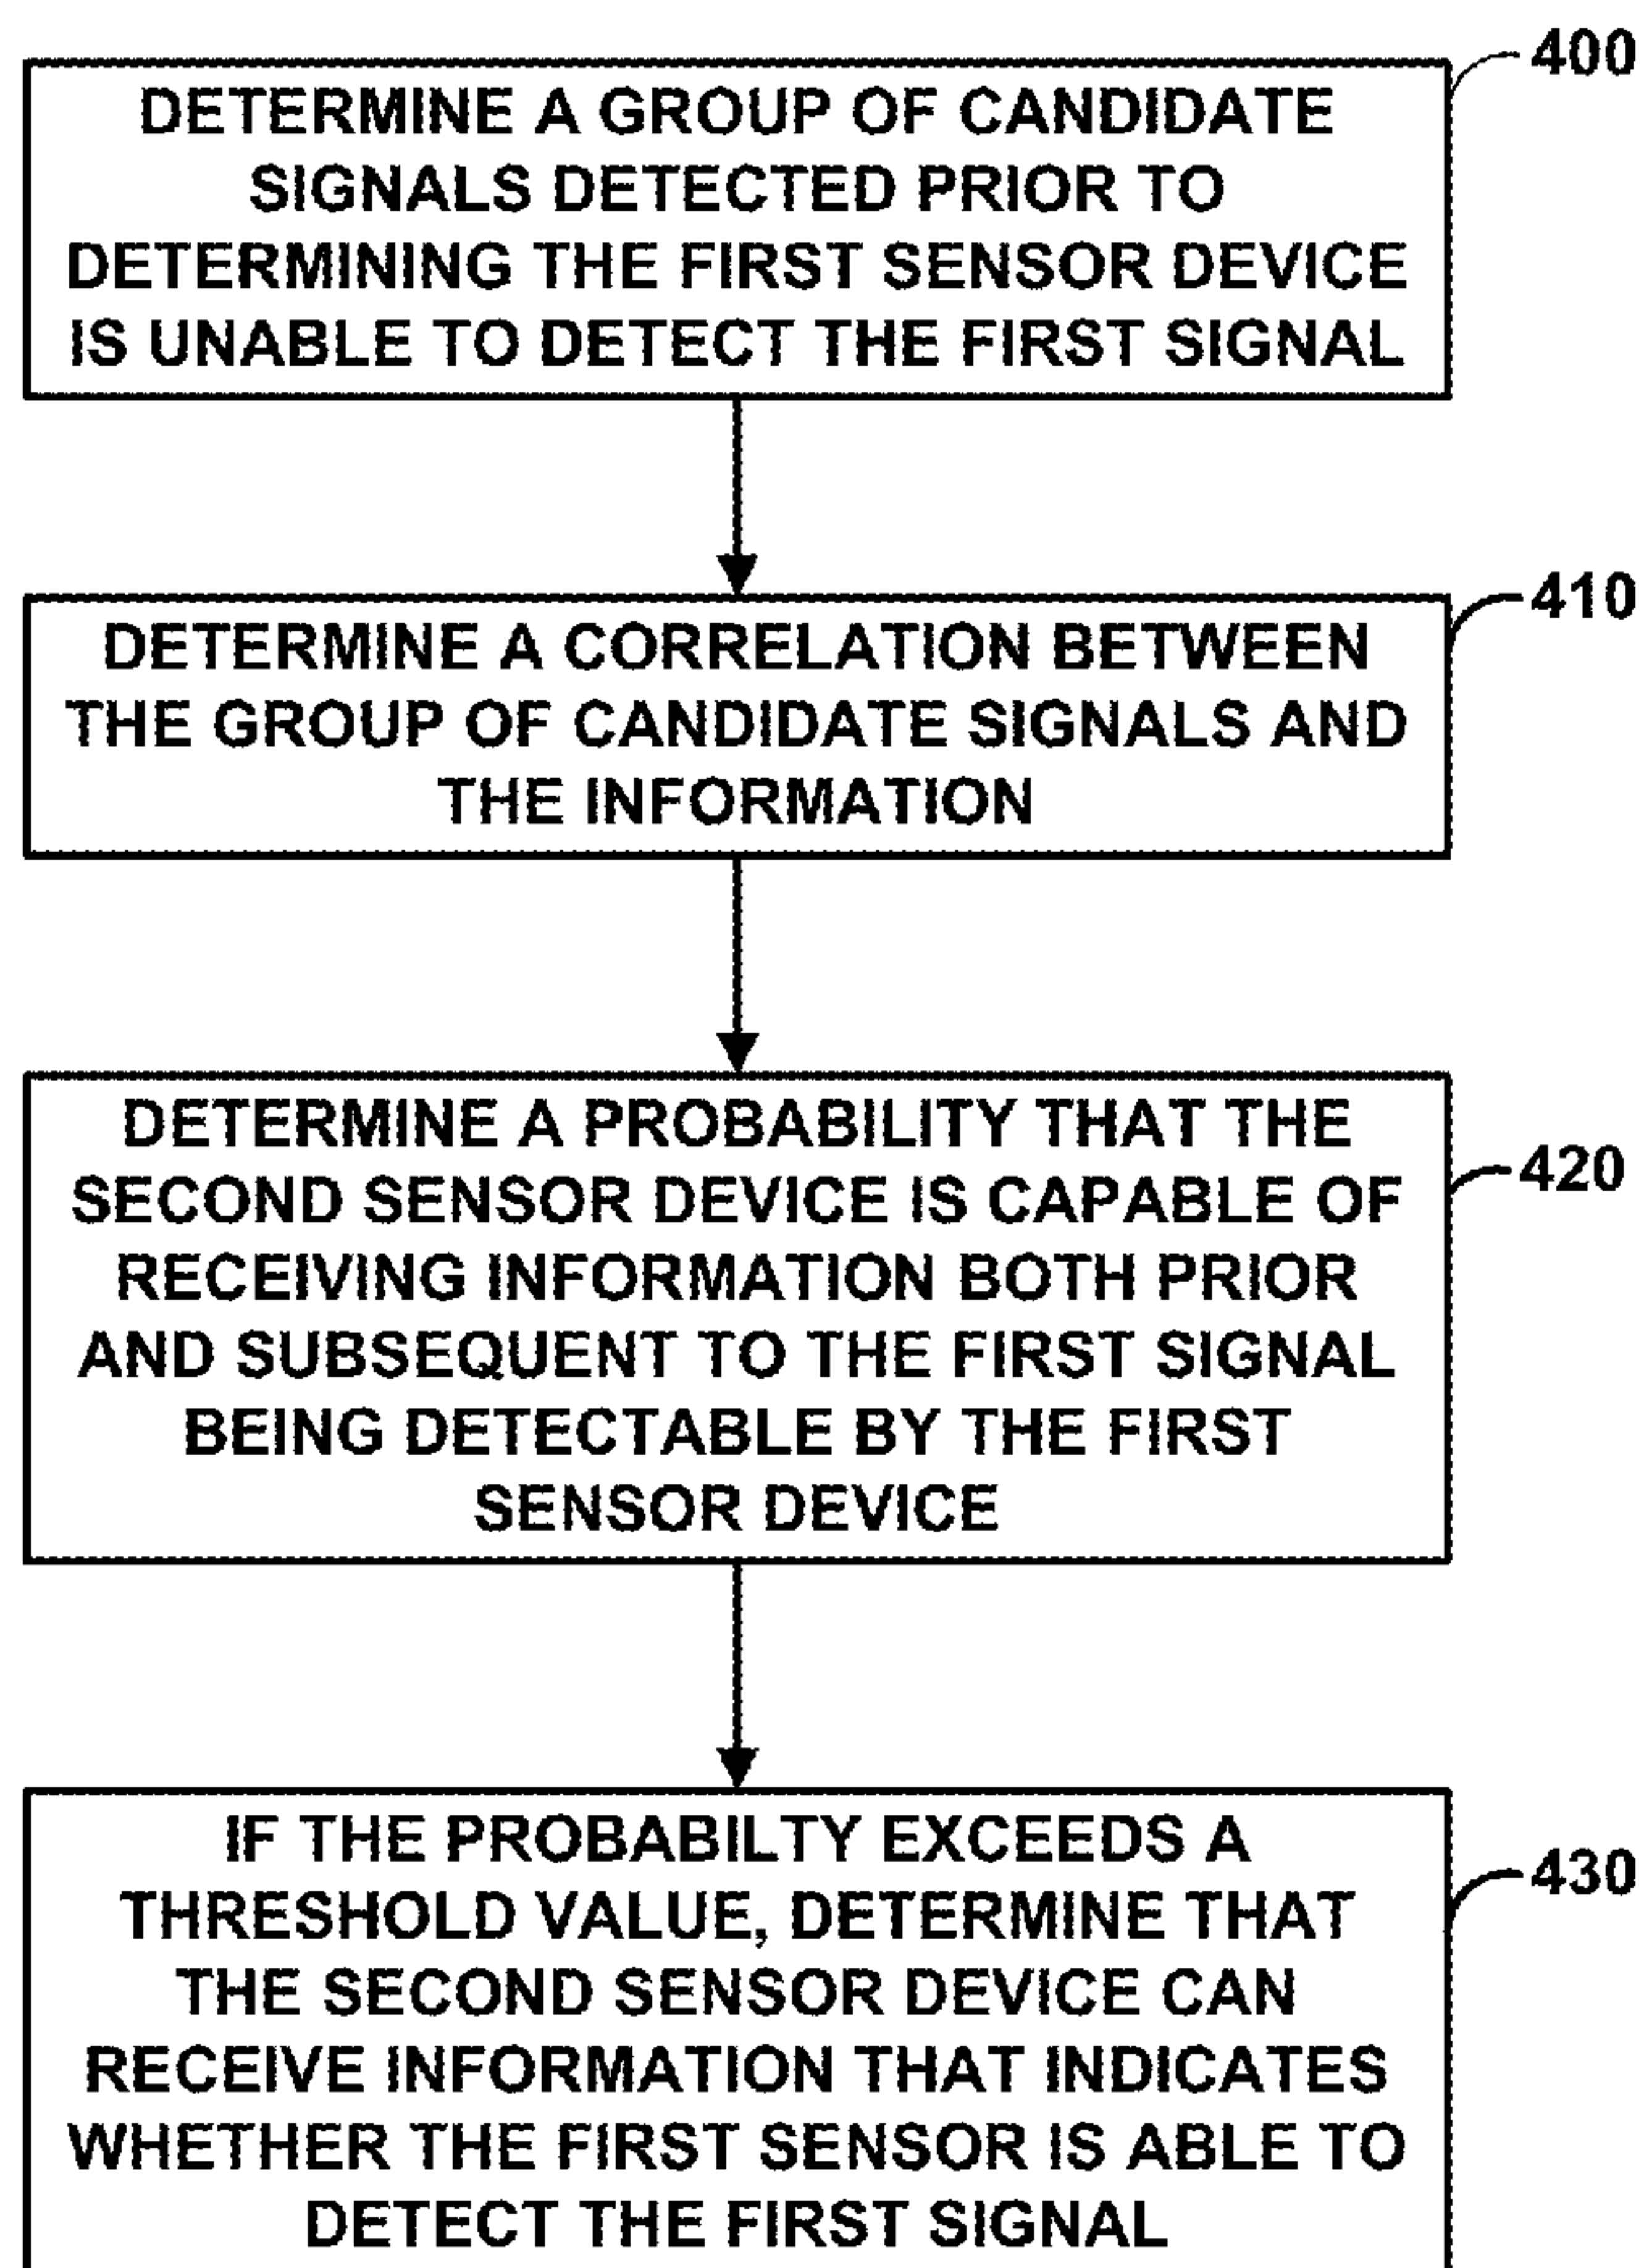 400
DETERMINE A GROUP OF CANDIDATE
SIGNALS DETECTED PRIOR TO
DETERMINING THE FIRST SENSOR DEVICE
IS UNABLE TO DETECT THE FIRST SIGNAL
410
DETERMINE A CORRELATION BETWEEN
THE GROUP OF CANDIDATE SIGNALS AND
THE INFORMATION
420
DETERMINE A PROBABILITY THAT THE
SECOND SENSOR DEVICE IS CAPABLE OF
RECEIVING INFORMATION BOTH PRIOR
AND SUBSEQUENT TO THE FIRST SIGNAL
BEING DETECTABLE BY THE FIRST
SENSOR DEVICE
430
IF THE PROBABILTY EXCEEDS A
THRESHOLD VALUE, DETERMINE THAT
THE SECOND SENSOR DEVICE CAN
RECEIVE INFORMATION THAT INDICATES
WHETHER THE FIRST SENSOR IS ABLE TO
DETECT THE FIRST SIGNAL